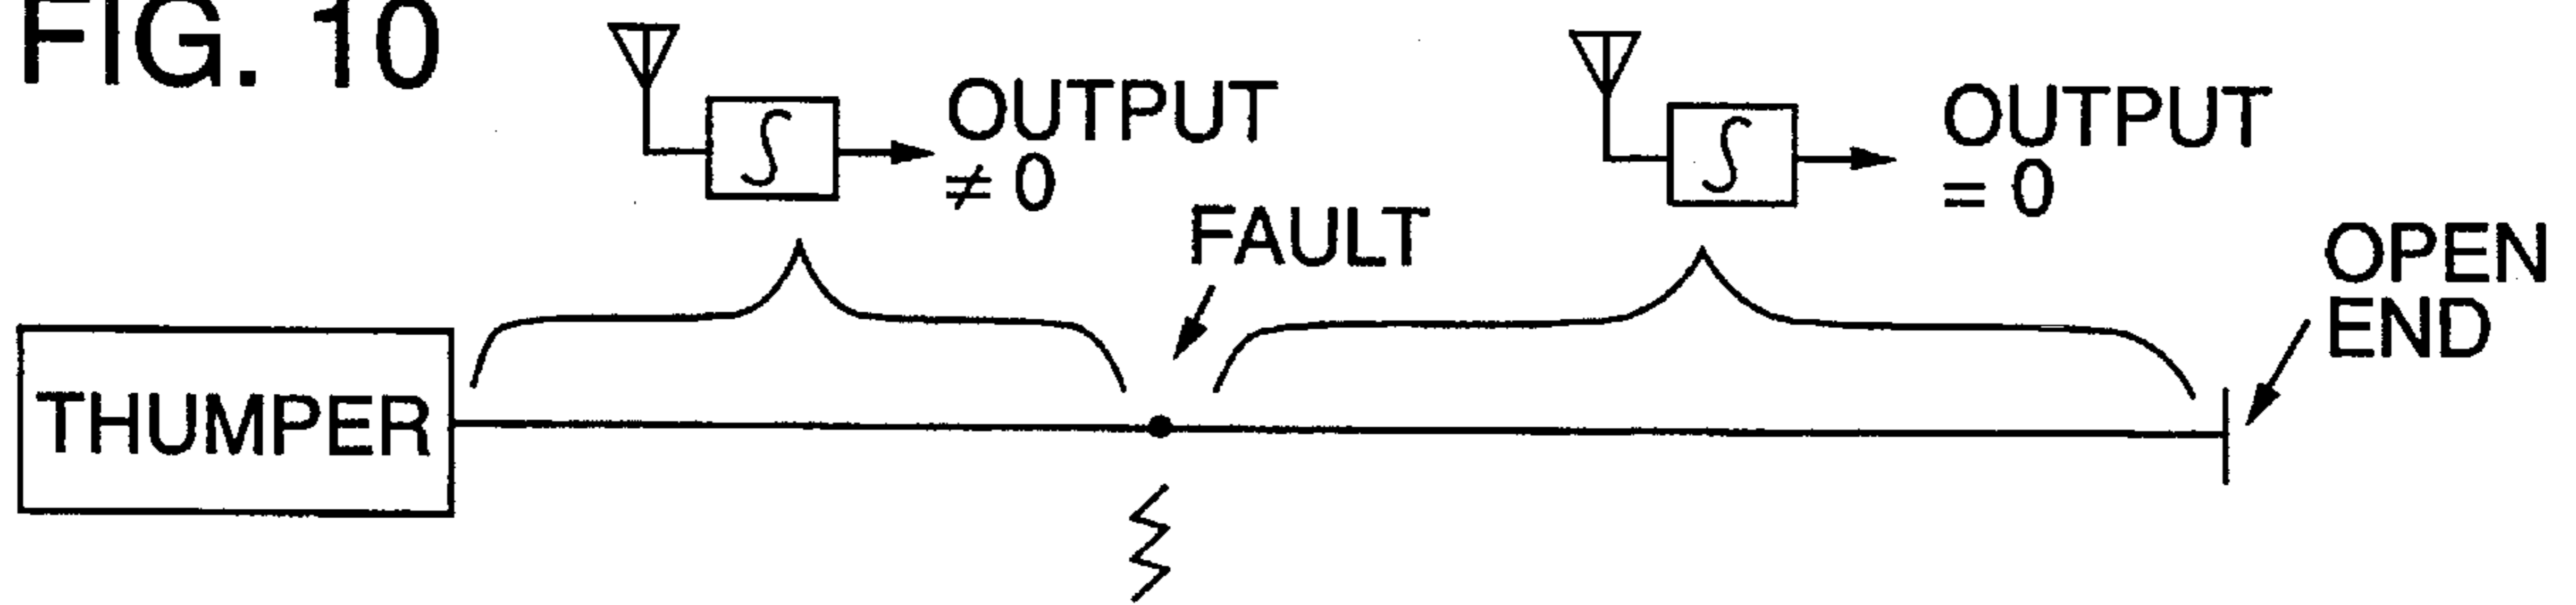 FIG. 10
OUTPUT
≠ 0
OUTPUT
= 0
FAULT
OPEN
END
THUMPER
∫
∫